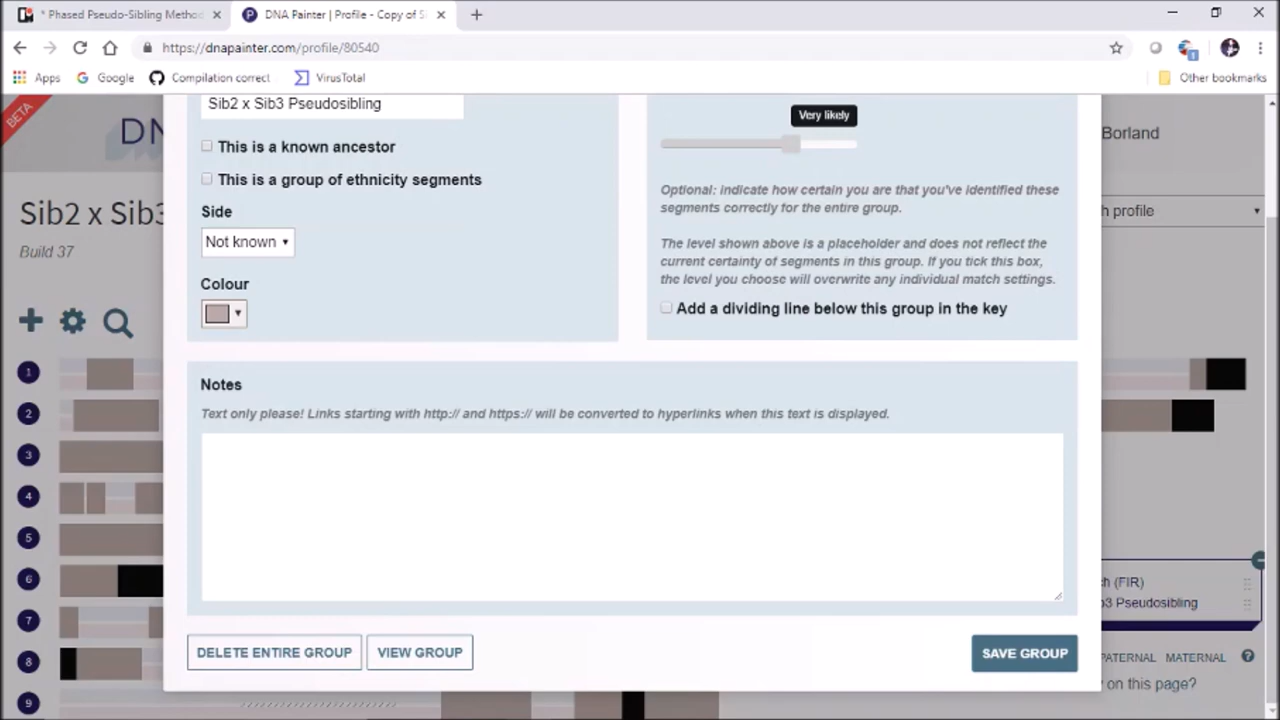 * Phased Pseudo-Sibling Metho
DNA Painter | Profile - Copy of S
https://dnapainter.com/profile/80540
1
Apps
Google
Compilation correct
VirusTotal
Other bookmarks
BETA
DN
Borland
Sib2 x Sib3 Pseudosibling
Very likely
This is a known ancestor
This is a group of ethnicity segments
Optional: indicate how certain you are that you've identified these
segments correctly for the entire group.
Sib2 x Sib3
h profile
Side
Not known
Build 37
The level shown above is a placeholder and does not reflect the
current certainty of segments in this group. If you tick this box,
the level you choose will overwrite any individual match settings.
Colour
Add a dividing line below this group in the key
1
2
3
4
5
6
7
8
9
Notes
Text only please! Links starting with http:// and https:// will be converted to hyperlinks when this text is displayed.
ch (FIR)
b3 Pseudosibling
DELETE ENTIRE GROUP
VIEW GROUP
SAVE GROUP
PATERNAL
MATERNAL
?
y on this page?